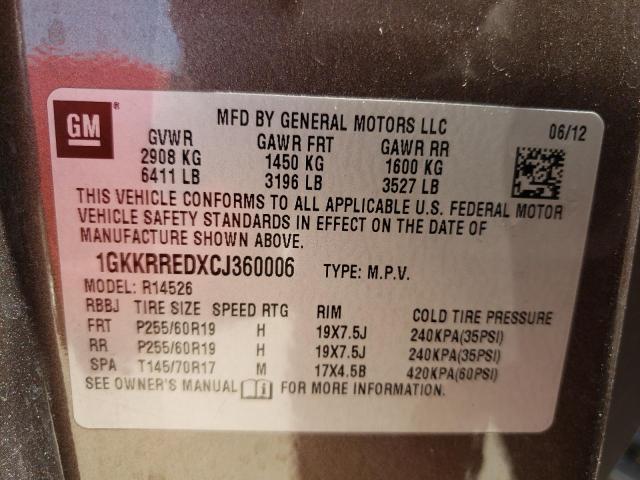 GM® MFD BY GENERAL MOTORS LLC 06/12
GVWR GAWR FRT GAWR RR
2908 KG 1450 KG 1600 KG
6411 LB 3196 LB 3527 LB
THIS VEHICLE CONFORMS TO ALL APPLICABLE U.S. FEDERAL MOTOR
VEHICLE SAFETY STANDARDS IN EFFECT ON THE DATE OF
MANUFACTURE SHOWN ABOVE.
1GKKRREDXCJ360006 TYPE: M.P.V.
MODEL: R14526
RBBJ TIRE SIZE SPEED RTG RIM COLD TIRE PRESSURE
FRT P255/60R19 H 19X7.5J 240KPA(35PSI)
RR P255/60R19 H 19X7.5J 240KPA(35PSI)
SPA T145/70R17 M 17X4.5B 420KPA(60PSI)
SEE OWNER'S MANUAL FOR MORE INFORMATION.